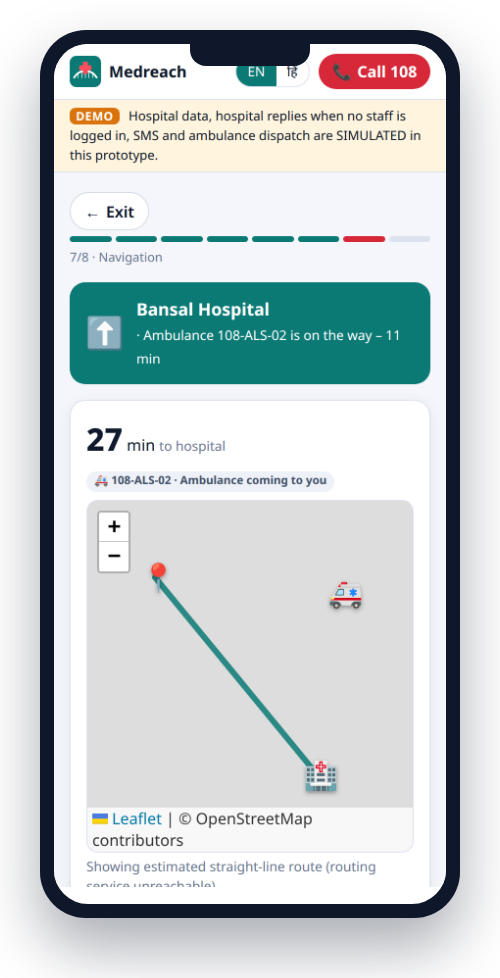 Medreach
EN
हिं
Call 108
DEMO Hospital data, hospital replies when no staff is
logged in, SMS and ambulance dispatch are SIMULATED in
this prototype.
← Exit
7/8 · Navigation
Bansal Hospital
· Ambulance 108-ALS-02 is on the way – 11
min
27 min to hospital
108-ALS-02 · Ambulance coming to you
+
−
Leaflet | © OpenStreetMap
contributors
Showing estimated straight-line route (routing
service unreachable)